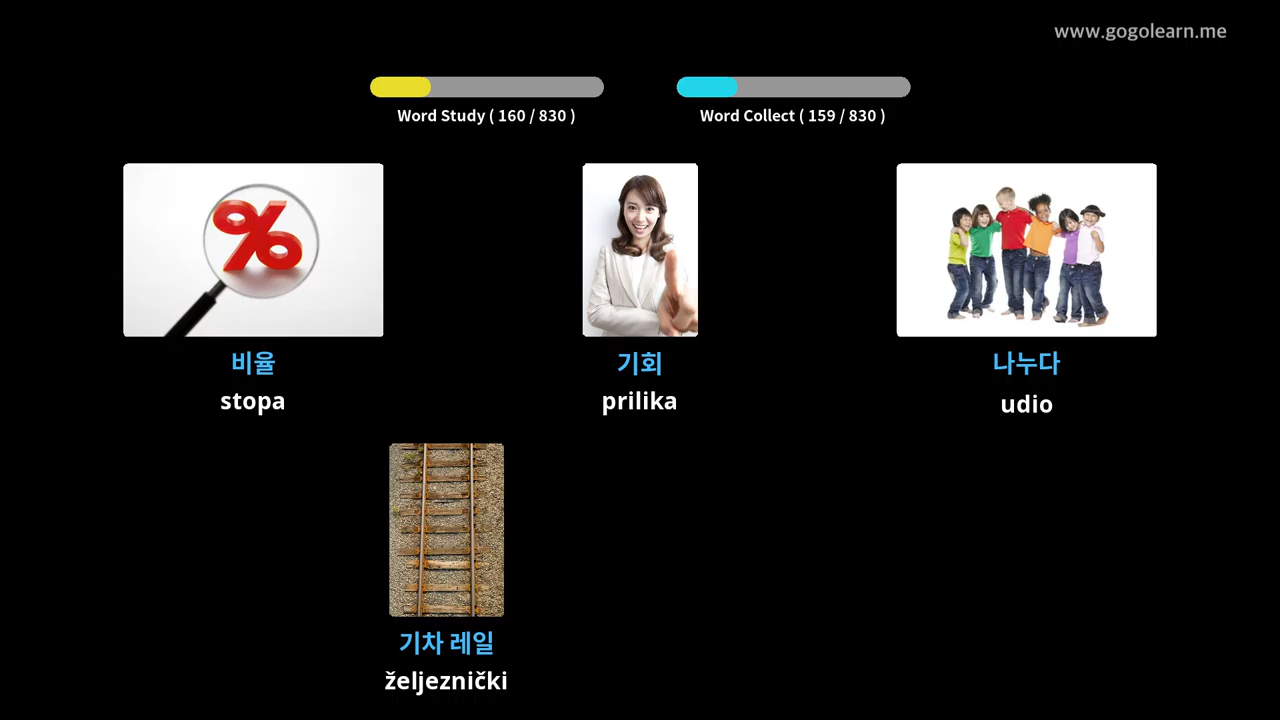 www.gogolearn.me
Word Study ( 160 / 830 )
Word Collect ( 159 / 830 )
%
비율
stopa
기회
prilika
나누다
udio
기차 레일
željeznički